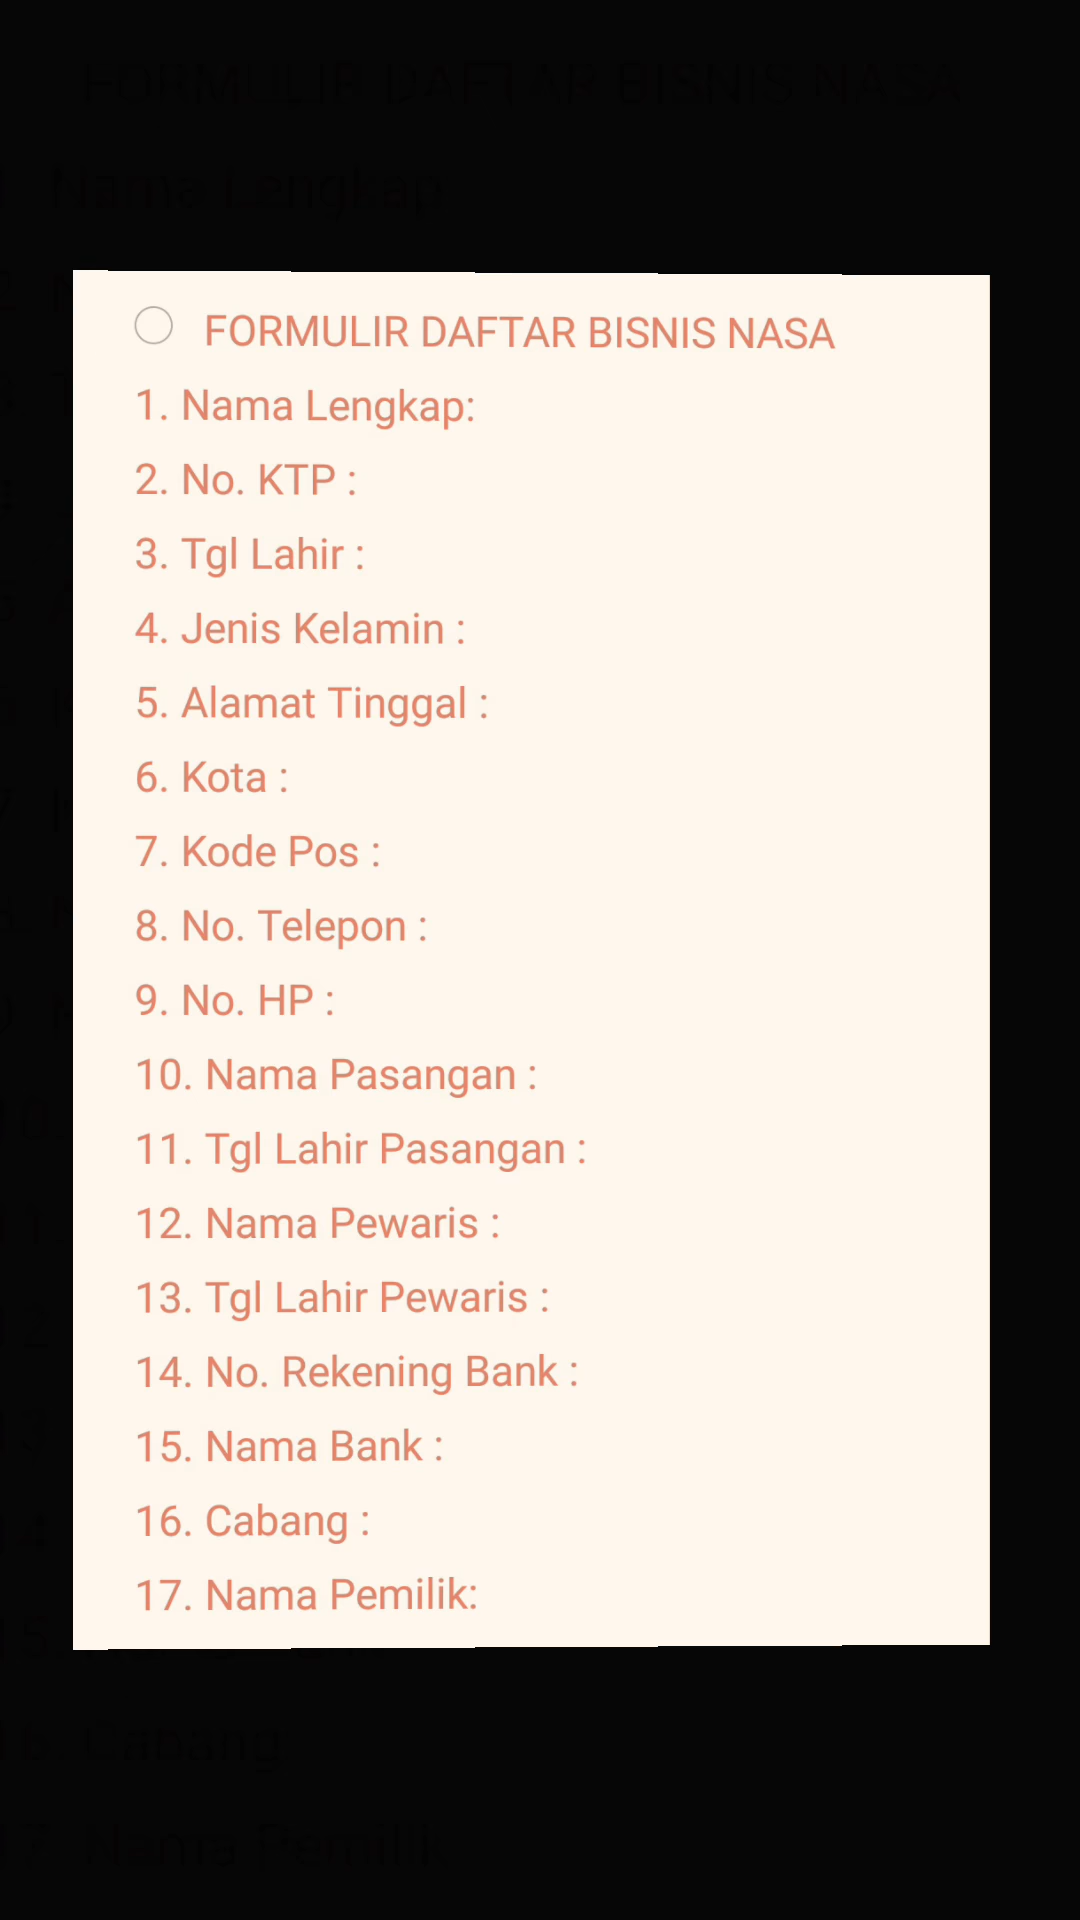 FORMULIR DAFTAR BISNIS NASA
1. Nama Lengkap:
2. No. KTP :
3. Tgl Lahir :
4. Jenis Kelamin :
5. Alamat Tinggal :
6. Kota :
7. Kode Pos :
8. No. Telepon :
9. No. HP :
10. Nama Pasangan :
11. Tgl Lahir Pasangan :
12. Nama Pewaris :
13. Tgl Lahir Pewaris :
14. No. Rekening Bank :
15. Nama Bank :
16. Cabang :
17. Nama Pemilik: